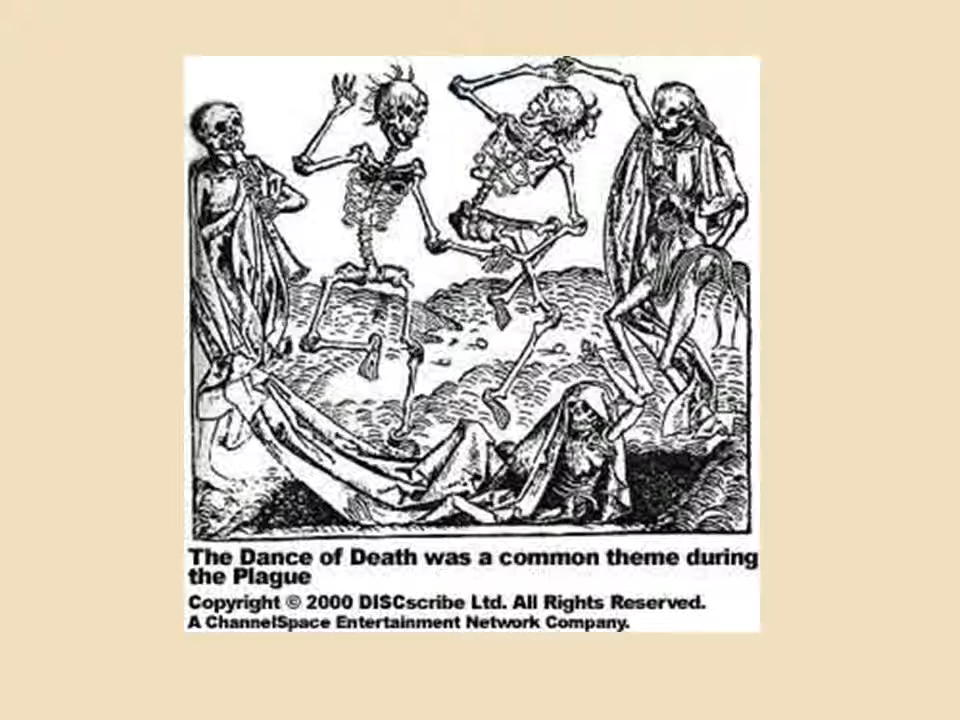 The Dance of Death was a common theme during
the Plague
Copyright © 2000 DISCscribe Ltd. All Rights Reserved.
A ChannelSpace Entertainment Network Company.